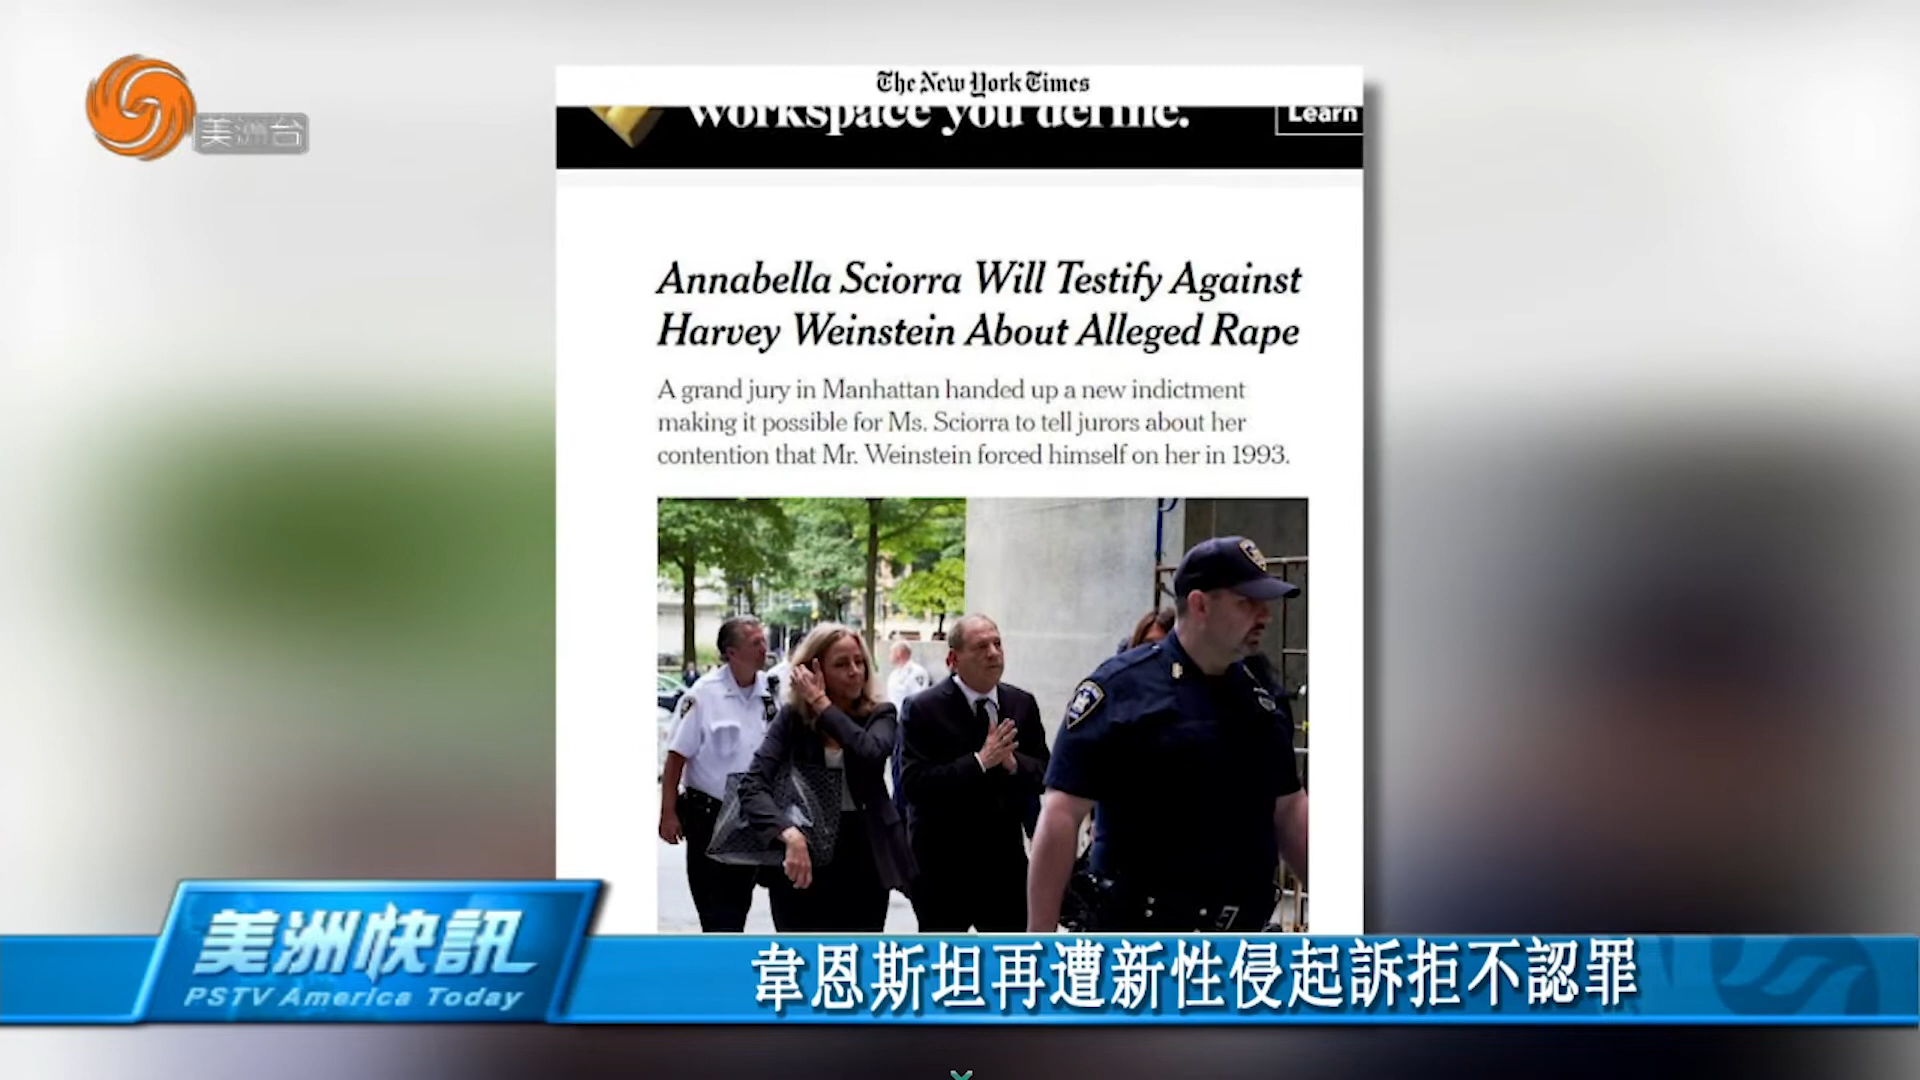 美洲台
The New York Times
workspace you define.
Learn
Annabella Sciorra Will Testify Against
Harvey Weinstein About Alleged Rape
A grand jury in Manhattan handed up a new indictment
making it possible for Ms. Sciorra to tell jurors about her
contention that Mr. Weinstein forced himself on her in 1993.
美洲快訊
PSTV America Today
韋恩斯坦再遭新性侵起訴拒不認罪